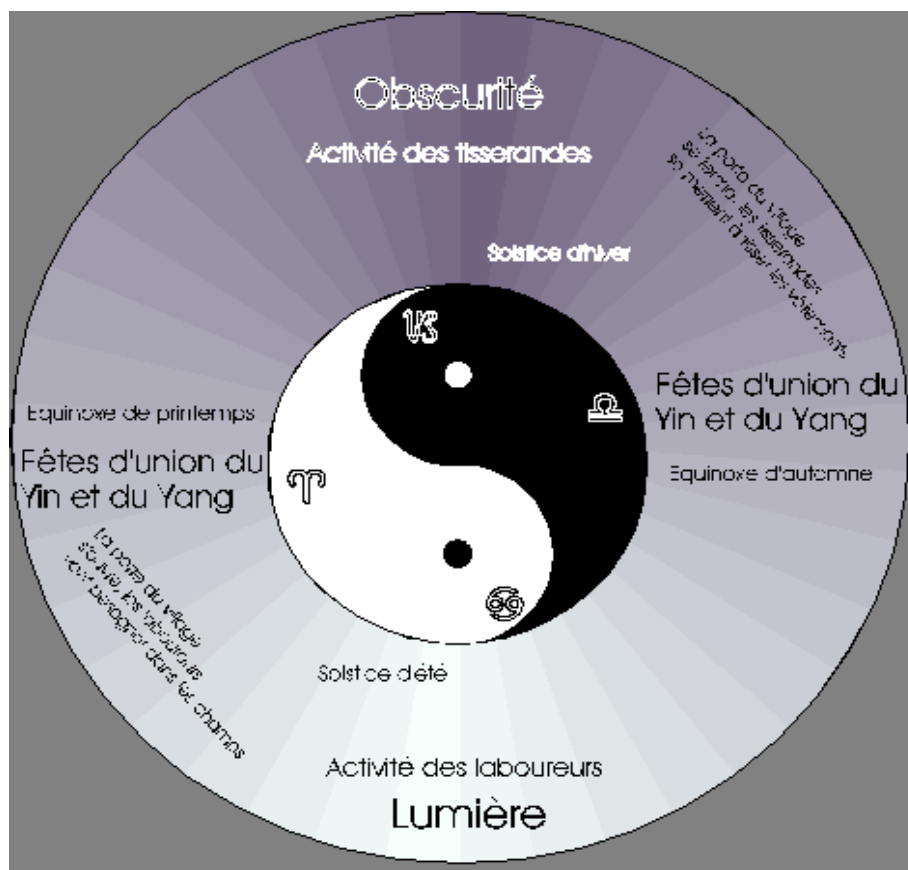 Obscurité
Activité des tisserandes
La porte du village
se ferme, les tisserandes
se mettent à tisser les vêtements
Solstice d'hiver
Fêtes d'union du
Yin et du Yang
Equinoxe d'automne
Equinoxe de printemps
Fêtes d'union du
Yin et du Yang
La porte du village
s'ouvre, les laboureurs
vont besogner dans les champs
Solstice d'été
Activité des laboureurs
Lumière